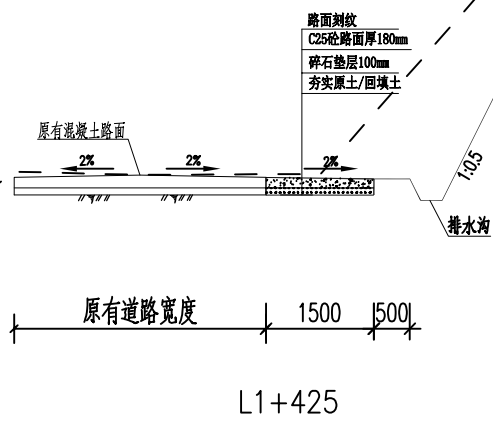 路面刻纹
C25砼路面厚180mm
碎石垫层100mm
夯实原土/回填土
原有混凝土路面
2% 2% 2%
1:0.5
排水沟
原有道路宽度 1500 500
L1+425